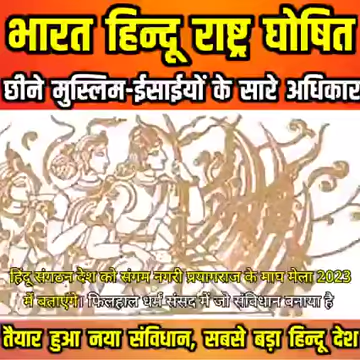 भारत हिन्दू राष्ट्र घोषित
छीने मुस्लिम-ईसाईयों के सारे अधिकार
हिंदू संगठन देश की संगम नगरी प्रयागराज के माघ मेला 2023
में बताएंगे। फिलहाल धर्म संसद में जो संविधान बनाया है
तैयार हुआ नया संविधान, सबसे बड़ा हिन्दू देश